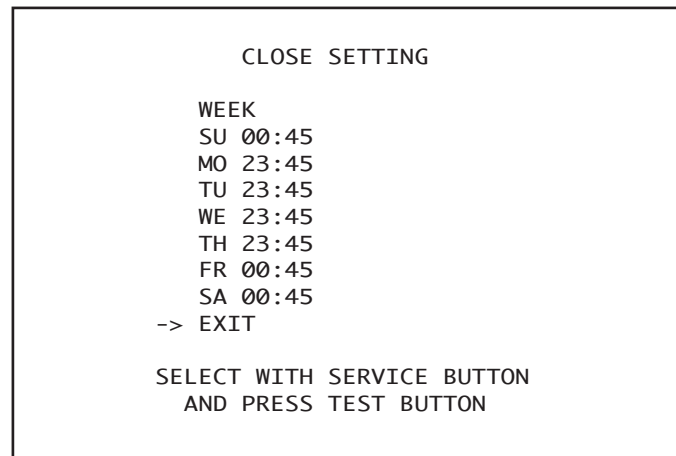 CLOSE SETTING
WEEK
SU 00:45
MO 23:45
TU 23:45
WE 23:45
TH 23:45
FR 00:45
SA 00:45
-> EXIT
SELECT WITH SERVICE BUTTON
AND PRESS TEST BUTTON